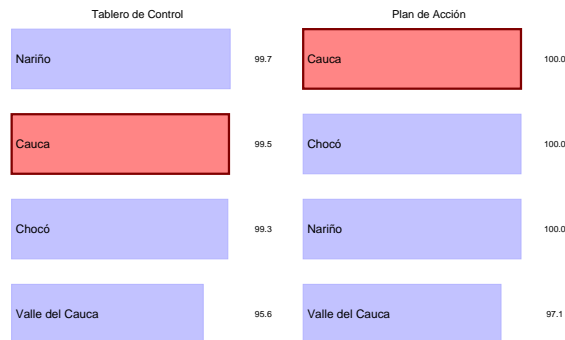 Tablero de Control
Nariño 99.7
Cauca 99.5
Chocó 99.3
Valle del Cauca 95.6
Plan de Acción
Cauca 100.0
Chocó 100.0
Nariño 100.0
Valle del Cauca 97.1